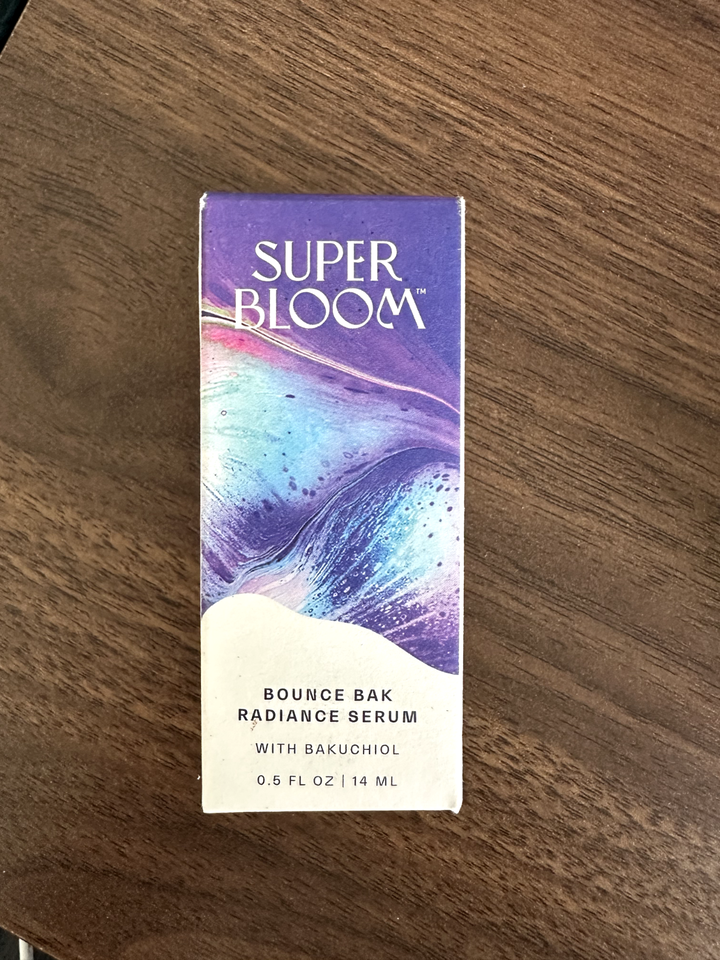 SUPER
BLOOM™
BOUNCE BAK
RADIANCE SERUM
WITH BAKUCHIOL
0.5 FL OZ | 14 ML